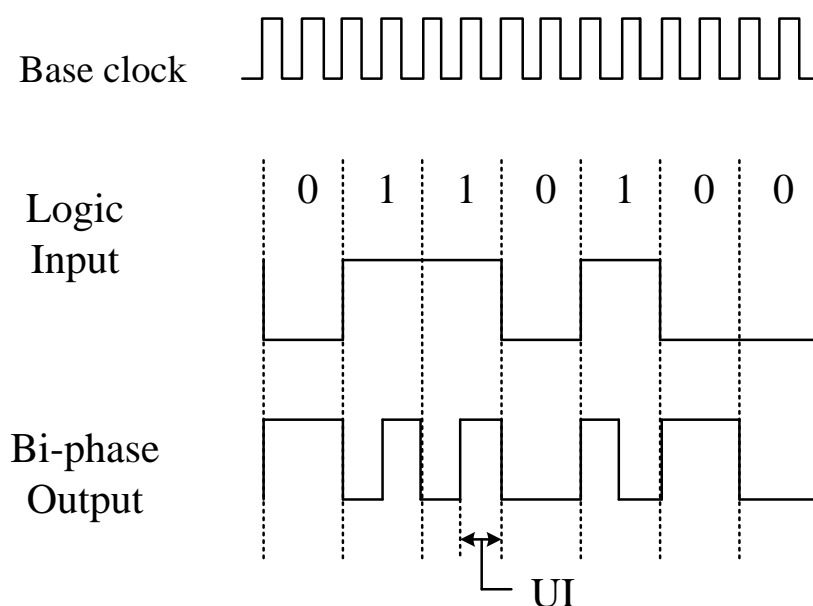 Base clock
0 1 1 0 1 0 0
Logic
Input
Bi-phase
Output
UI